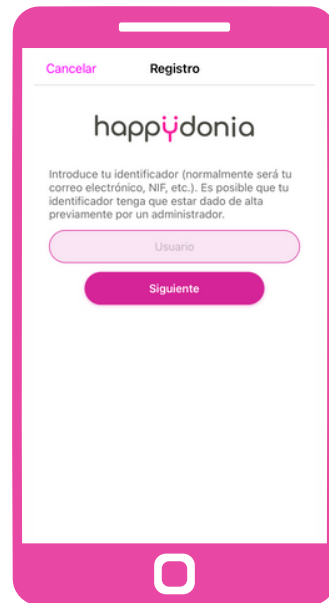 Cancelar Registro
happÿdonia
Introduce tu identificador (normalmente será tu
correo electrónico, NIF, etc.). Es posible que tu
identificador tenga que estar dado de alta
previamente por un administrador.
Usuario
Siguiente